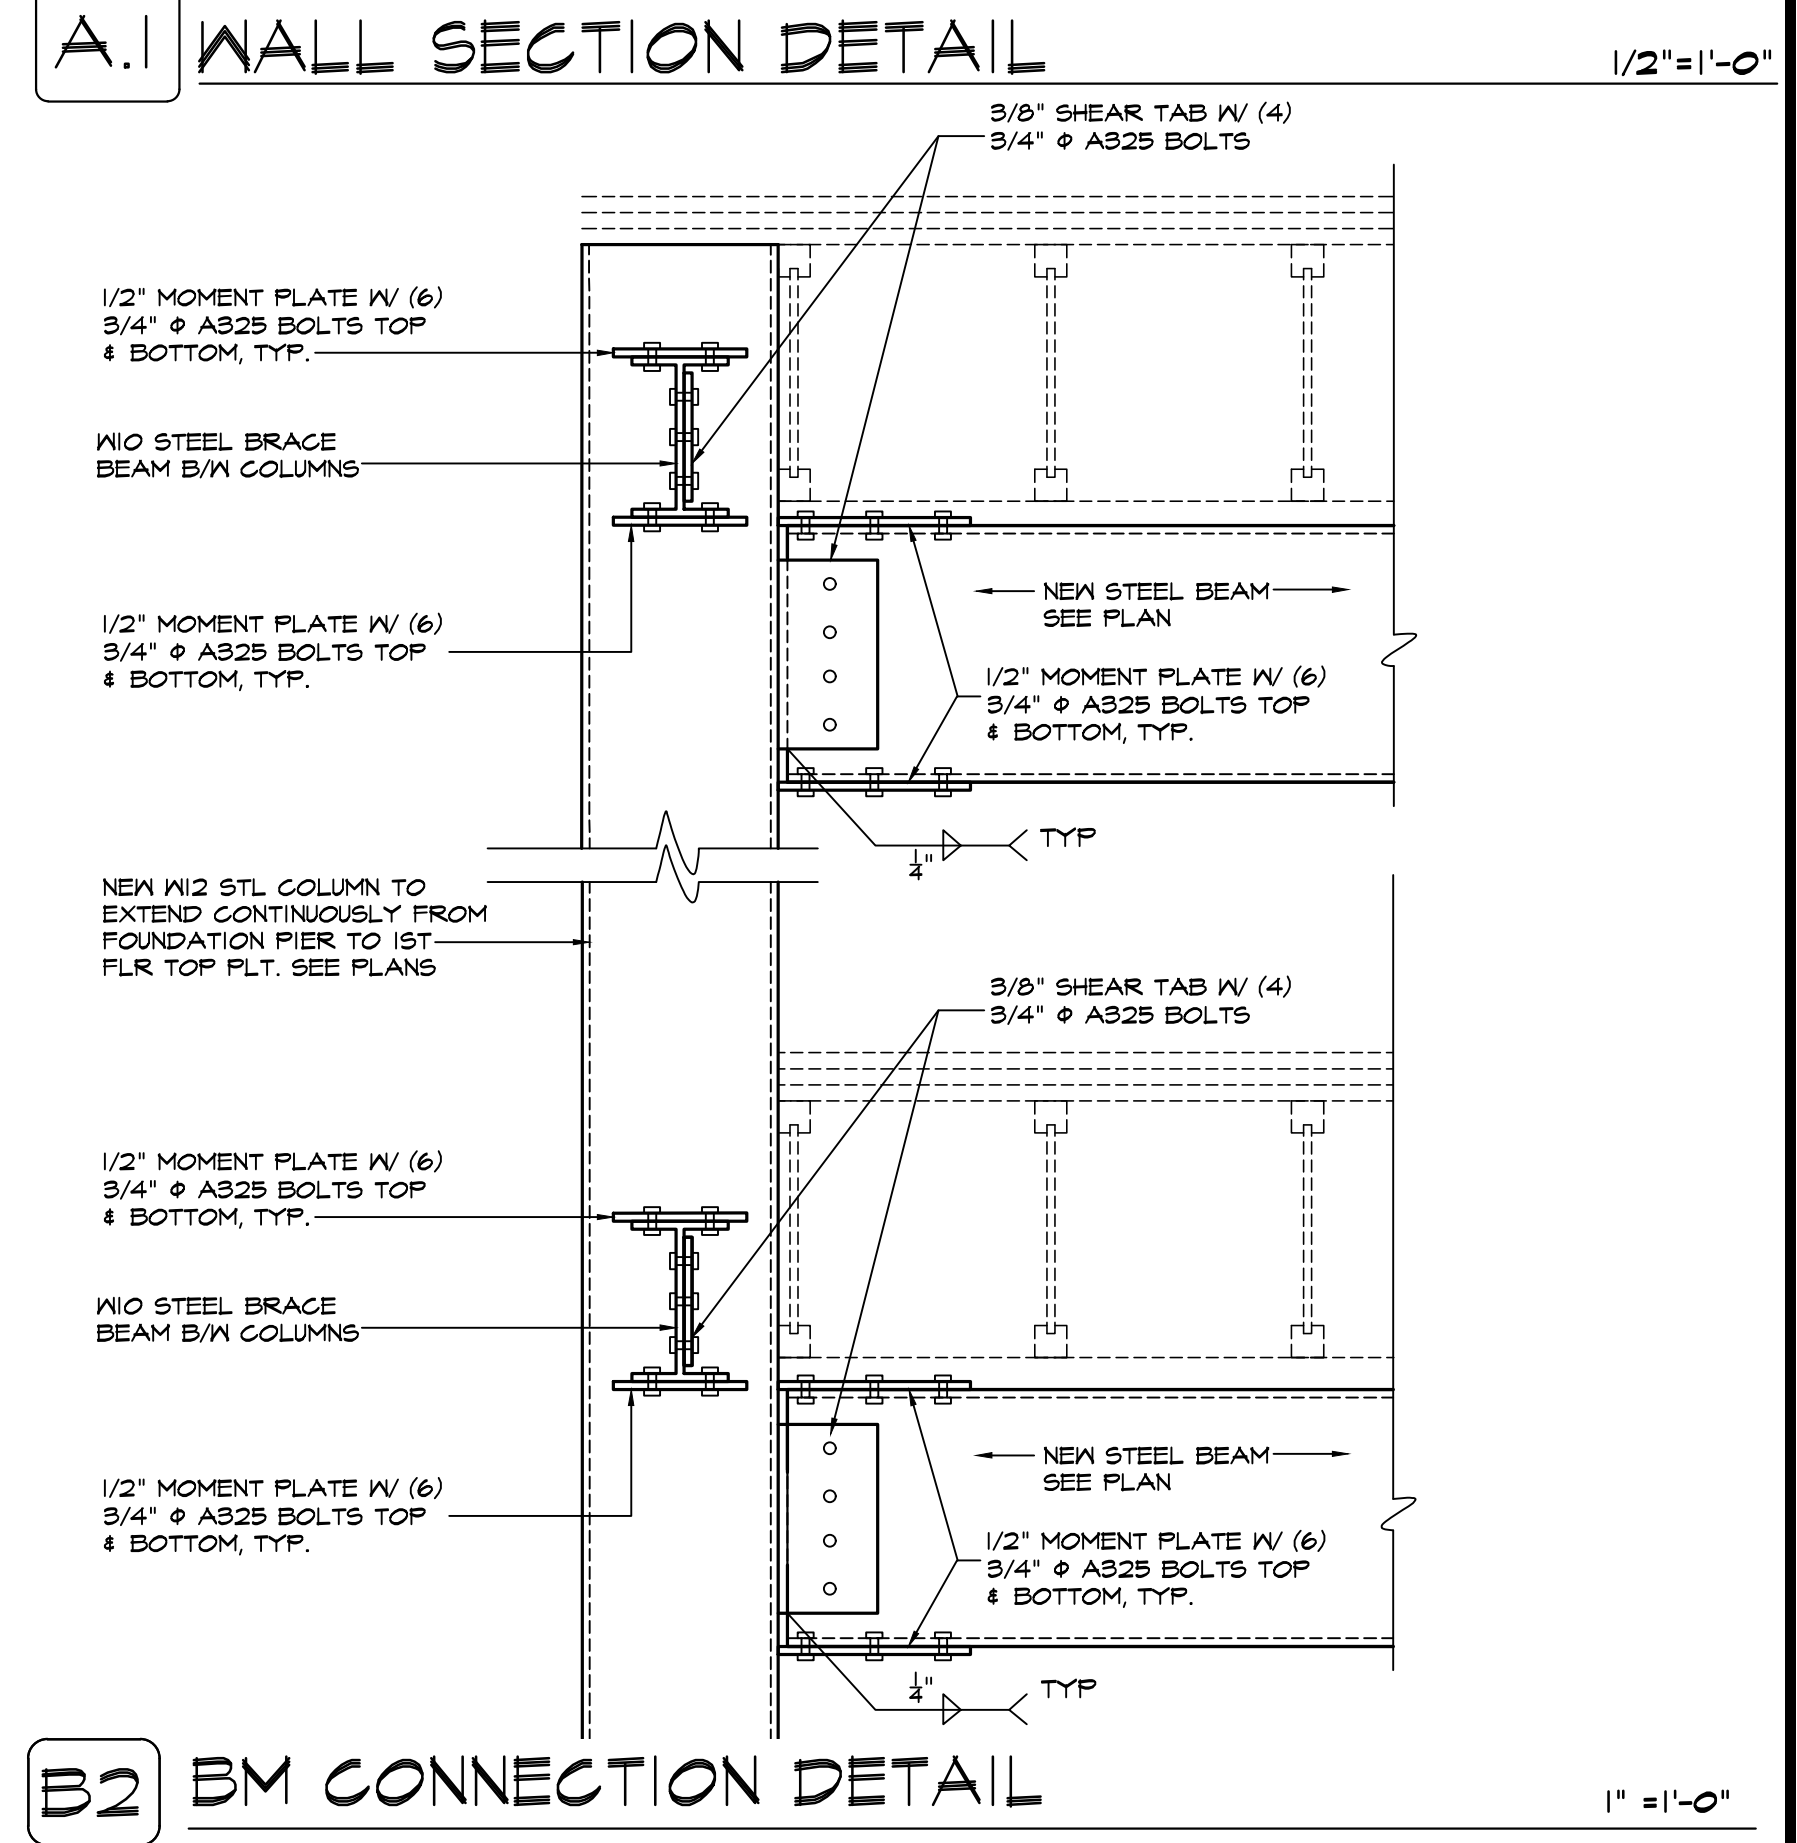 A.1 WALL SECTION DETAIL 1/2"=1'-0"
3/8" SHEAR TAB W/ (4)
3/4" Φ A325 BOLTS
1/2" MOMENT PLATE W/ (6)
3/4" Φ A325 BOLTS TOP
& BOTTOM, TYP.
W10 STEEL BRACE
BEAM B/W COLUMNS
NEW STEEL BEAM
SEE PLAN
1/2" MOMENT PLATE W/ (6)
3/4" Φ A325 BOLTS TOP
& BOTTOM, TYP.
1/2" MOMENT PLATE W/ (6)
3/4" Φ A325 BOLTS TOP
& BOTTOM, TYP.
1/4" TYP
NEW W12 STL COLUMN TO
EXTEND CONTINUOUSLY FROM
FOUNDATION PIER TO 1ST
FLR TOP PLT. SEE PLANS
3/8" SHEAR TAB W/ (4)
3/4" Φ A325 BOLTS
1/2" MOMENT PLATE W/ (6)
3/4" Φ A325 BOLTS TOP
& BOTTOM, TYP.
W10 STEEL BRACE
BEAM B/W COLUMNS
NEW STEEL BEAM
SEE PLAN
1/2" MOMENT PLATE W/ (6)
3/4" Φ A325 BOLTS TOP
& BOTTOM, TYP.
1/2" MOMENT PLATE W/ (6)
3/4" Φ A325 BOLTS TOP
& BOTTOM, TYP.
1/4" TYP
B2 BM CONNECTION DETAIL 1" =1'-0"